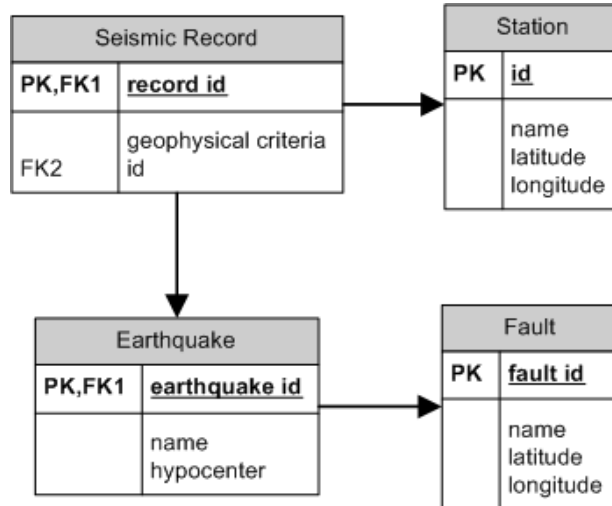 Seismic Record
PK,FK1 record id
geophysical criteria
FK2 id
Station
PK id
name
latitude
longitude
Earthquake
PK,FK1 earthquake id
name
hypocenter
Fault
PK fault id
name
latitude
longitude